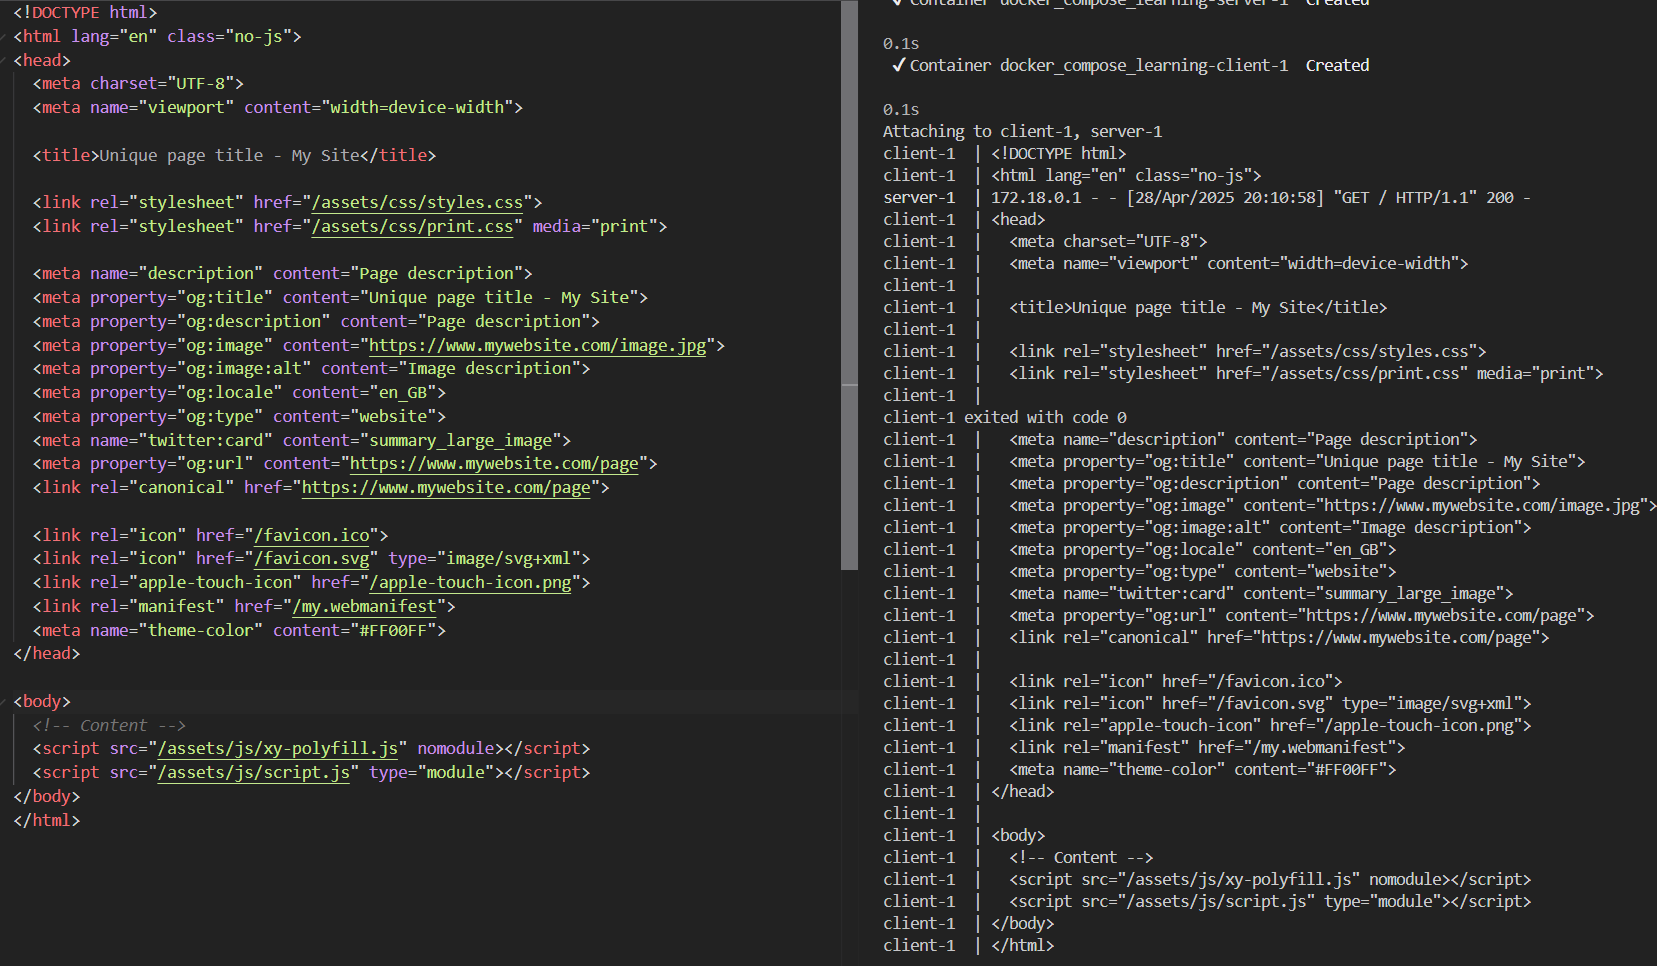 <!DOCTYPE html>
<html lang="en" class="no-js">
<head>
  <meta charset="UTF-8">
  <meta name="viewport" content="width=device-width">

  <title>Unique page title - My Site</title>

  <link rel="stylesheet" href="/assets/css/styles.css">
  <link rel="stylesheet" href="/assets/css/print.css" media="print">

  <meta name="description" content="Page description">
  <meta property="og:title" content="Unique page title - My Site">
  <meta property="og:description" content="Page description">
  <meta property="og:image" content="https://www.mywebsite.com/image.jpg">
  <meta property="og:image:alt" content="Image description">
  <meta property="og:locale" content="en_GB">
  <meta property="og:type" content="website">
  <meta name="twitter:card" content="summary_large_image">
  <meta property="og:url" content="https://www.mywebsite.com/page">
  <link rel="canonical" href="https://www.mywebsite.com/page">

  <link rel="icon" href="/favicon.ico">
  <link rel="icon" href="/favicon.svg" type="image/svg+xml">
  <link rel="apple-touch-icon" href="/apple-touch-icon.png">
  <link rel="manifest" href="/my.webmanifest">
  <meta name="theme-color" content="#FF00FF">
</head>

<body>
  <!-- Content -->
  <script src="/assets/js/xy-polyfill.js" nomodule></script>
  <script src="/assets/js/script.js" type="module"></script>
</body>
</html>
✓ Container docker_compose_learning-server-1  Created
0.1s
✓ Container docker_compose_learning-client-1  Created
0.1s
Attaching to client-1, server-1
client-1  | <!DOCTYPE html>
client-1  | <html lang="en" class="no-js">
server-1  | 172.18.0.1 - - [28/Apr/2025 20:10:58] "GET / HTTP/1.1" 200 -
client-1  | <head>
client-1  |   <meta charset="UTF-8">
client-1  |   <meta name="viewport" content="width=device-width">
client-1  |
client-1  |   <title>Unique page title - My Site</title>
client-1  |
client-1  |   <link rel="stylesheet" href="/assets/css/styles.css">
client-1  |   <link rel="stylesheet" href="/assets/css/print.css" media="print">
client-1  |
client-1 exited with code 0
client-1  |   <meta name="description" content="Page description">
client-1  |   <meta property="og:title" content="Unique page title - My Site">
client-1  |   <meta property="og:description" content="Page description">
client-1  |   <meta property="og:image" content="https://www.mywebsite.com/image.jpg">
client-1  |   <meta property="og:image:alt" content="Image description">
client-1  |   <meta property="og:locale" content="en_GB">
client-1  |   <meta property="og:type" content="website">
client-1  |   <meta name="twitter:card" content="summary_large_image">
client-1  |   <meta property="og:url" content="https://www.mywebsite.com/page">
client-1  |   <link rel="canonical" href="https://www.mywebsite.com/page">
client-1  |
client-1  |   <link rel="icon" href="/favicon.ico">
client-1  |   <link rel="icon" href="/favicon.svg" type="image/svg+xml">
client-1  |   <link rel="apple-touch-icon" href="/apple-touch-icon.png">
client-1  |   <link rel="manifest" href="/my.webmanifest">
client-1  |   <meta name="theme-color" content="#FF00FF">
client-1  | </head>
client-1  |
client-1  | <body>
client-1  |   <!-- Content -->
client-1  |   <script src="/assets/js/xy-polyfill.js" nomodule></script>
client-1  |   <script src="/assets/js/script.js" type="module"></script>
client-1  | </body>
client-1  | </html>